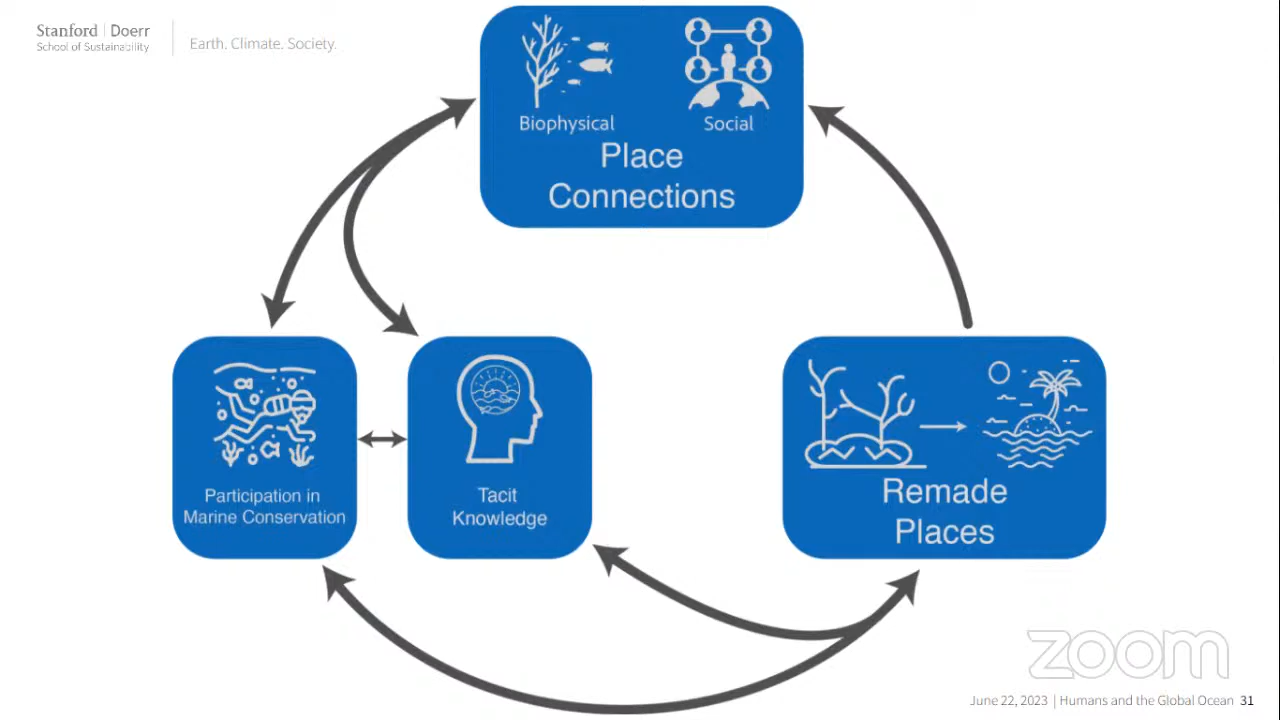 Stanford | Doerr
School of Sustainability
Earth. Climate. Society.
Biophysical
Social
Place
Connections
Participation in
Marine Conservation
Tacit
Knowledge
Remade
Places
zoom
June 22, 2023 | Humans and the Global Ocean 31